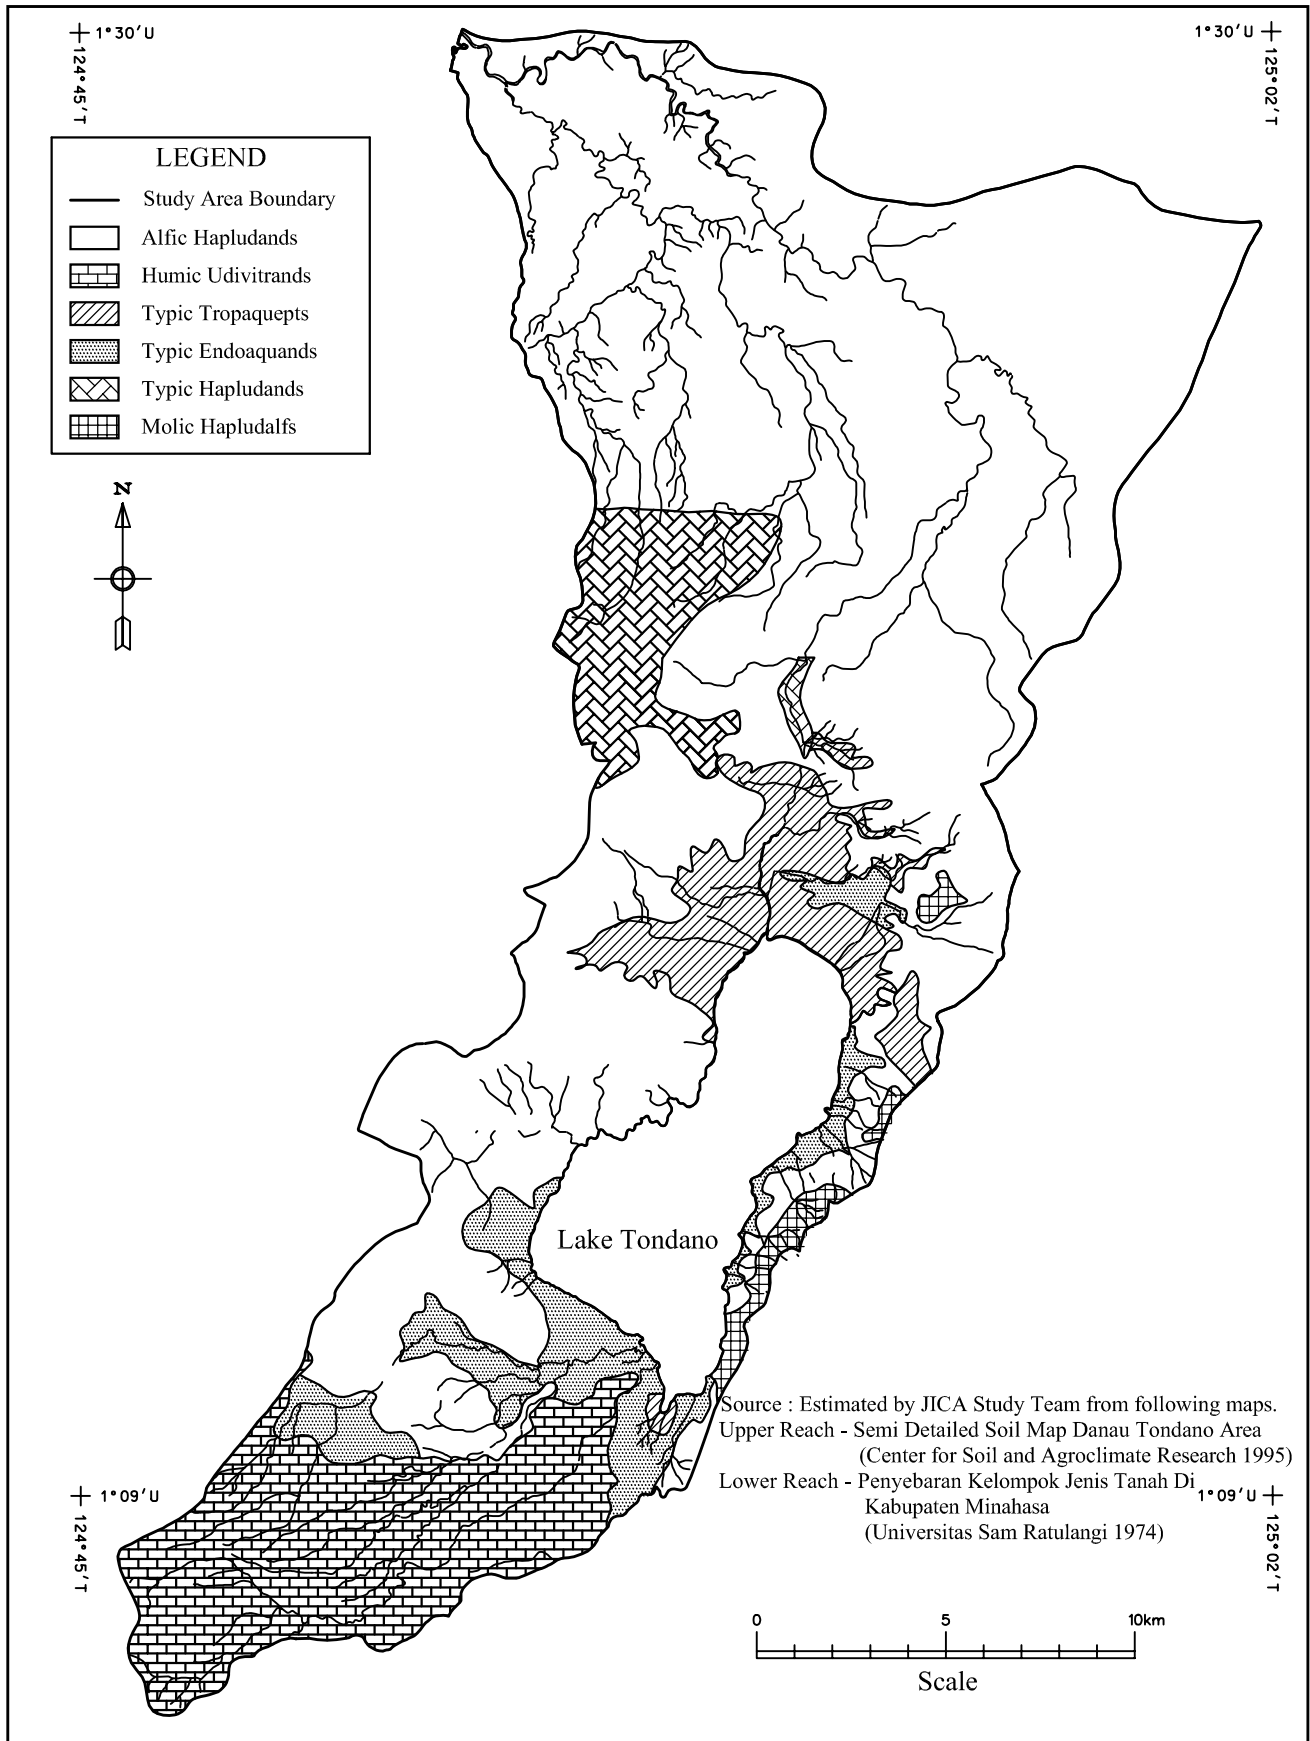 1°30′U
124°45′T
1°30′U
125°02′T
LEGEND
Study Area Boundary
Alfic Hapludands
Humic Udivitrands
Typic Tropaquepts
Typic Endoaquands
Typic Hapludands
Molic Hapludalfs
N
Lake Tondano
Source : Estimated by JICA Study Team from following maps.
Upper Reach - Semi Detailed Soil Map Danau Tondano Area
(Center for Soil and Agroclimate Research 1995)
Lower Reach - Penyebaran Kelompok Jenis Tanah Di
Kabupaten Minahasa
(Universitas Sam Ratulangi 1974)
1°09′U
124°45′T
1°09′U
125°02′T
0 5 10km
Scale